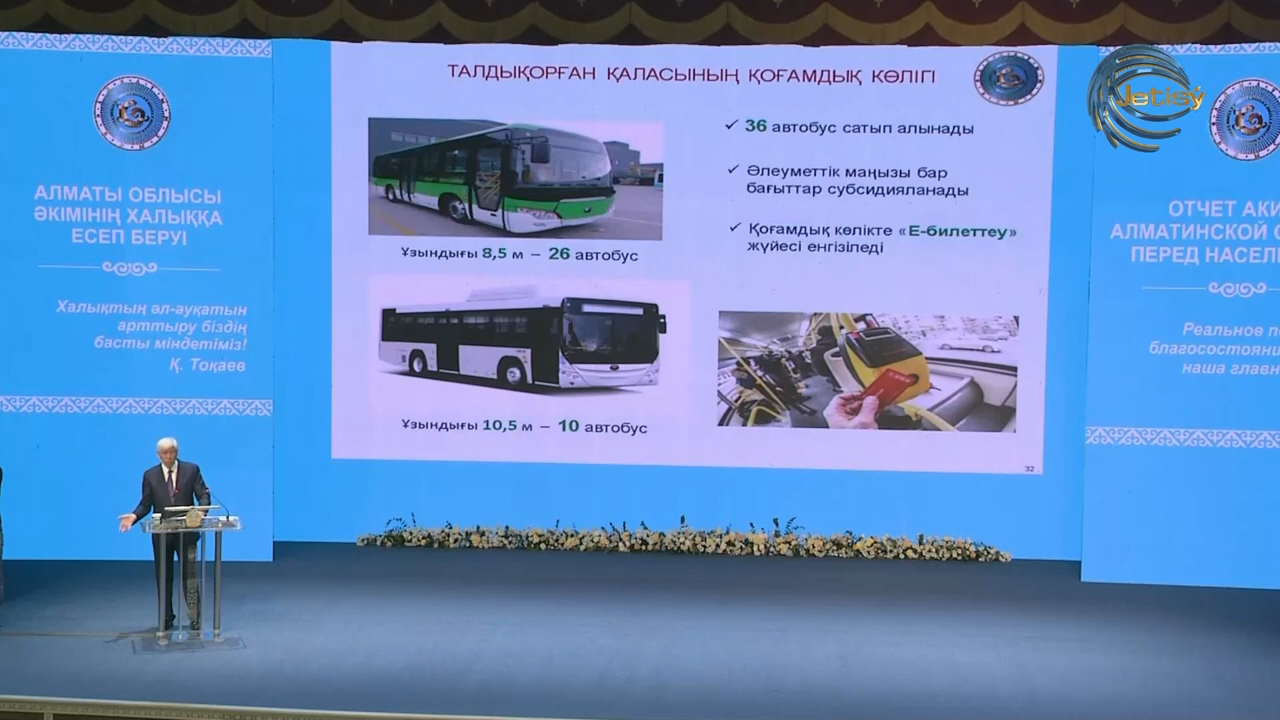 АЛМАТЫ ОБЛЫСЫ
ӘКІМІНІҢ ХАЛЫҚҚА
ЕСЕП БЕРУІ
Халықтың әл-ауқатын
арттыру біздің
басты міндетіміз!
Қ. Тоқаев
ТАЛДЫҚОРҒАН ҚАЛАСЫНЫҢ ҚОҒАМДЫҚ КӨЛІГІ
Ұзындығы 8,5 м – 26 автобус
Ұзындығы 10,5 м – 10 автобус
✓ 36 автобус сатып алынады
✓ Әлеуметтік маңызы бар
бағыттар субсидияланады
✓ Қоғамдық көлікте «Е-билеттеу»
жүйесі енгізіледі
32
Jetisý
ОТЧЕТ АКИ
АЛМАТИНСКОЙ О
ПЕРЕД НАСЕЛЕ
Реальное п
благосостояни
наша главн